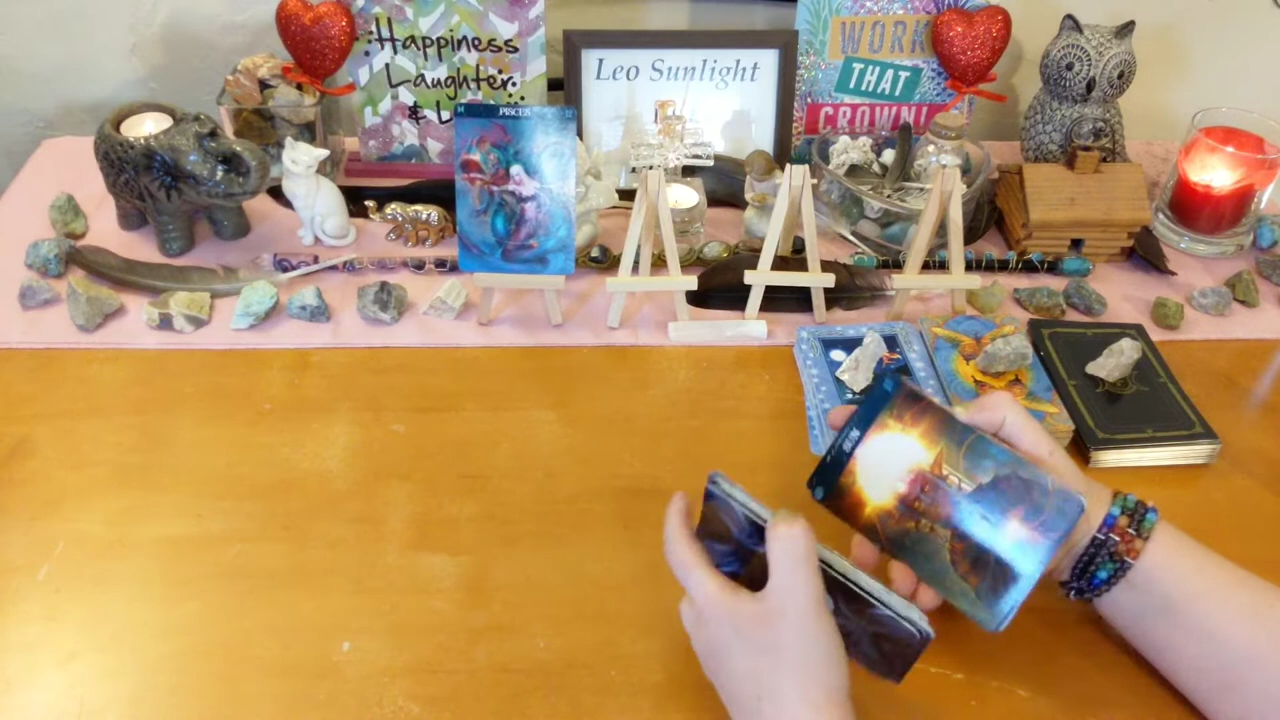 Happiness
Laughter
&
Leo Sunlight
WORK
THAT
CROWN!
PISCES